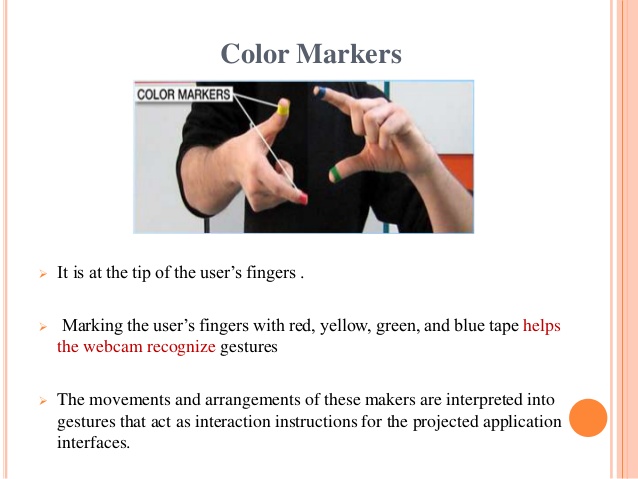 Color Markers
COLOR MARKERS
It is at the tip of the user’s fingers .
Marking the user’s fingers with red, yellow, green, and blue tape helps
the webcam recognize gestures
The movements and arrangements of these makers are interpreted into
gestures that act as interaction instructions for the projected application
interfaces.